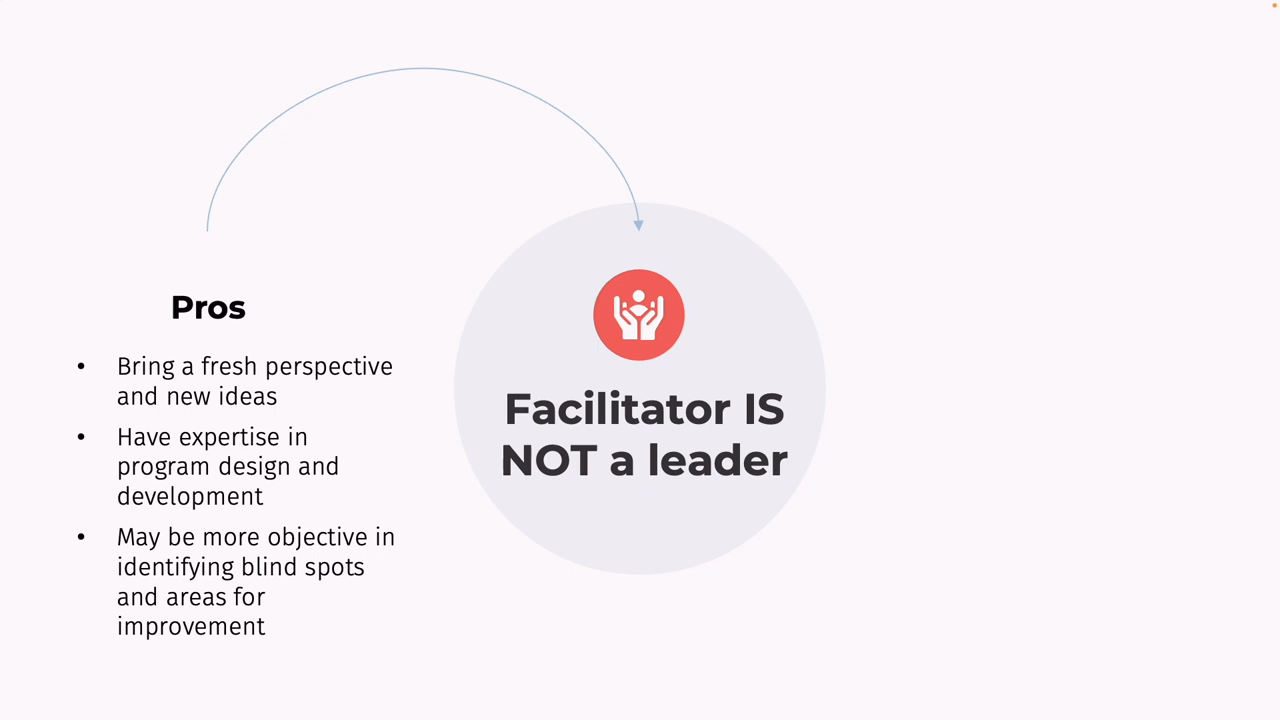 Pros
• Bring a fresh perspective
and new ideas
• Have expertise in
program design and
development
• May be more objective in
identifying blind spots
and areas for
improvement
Facilitator IS
NOT a leader